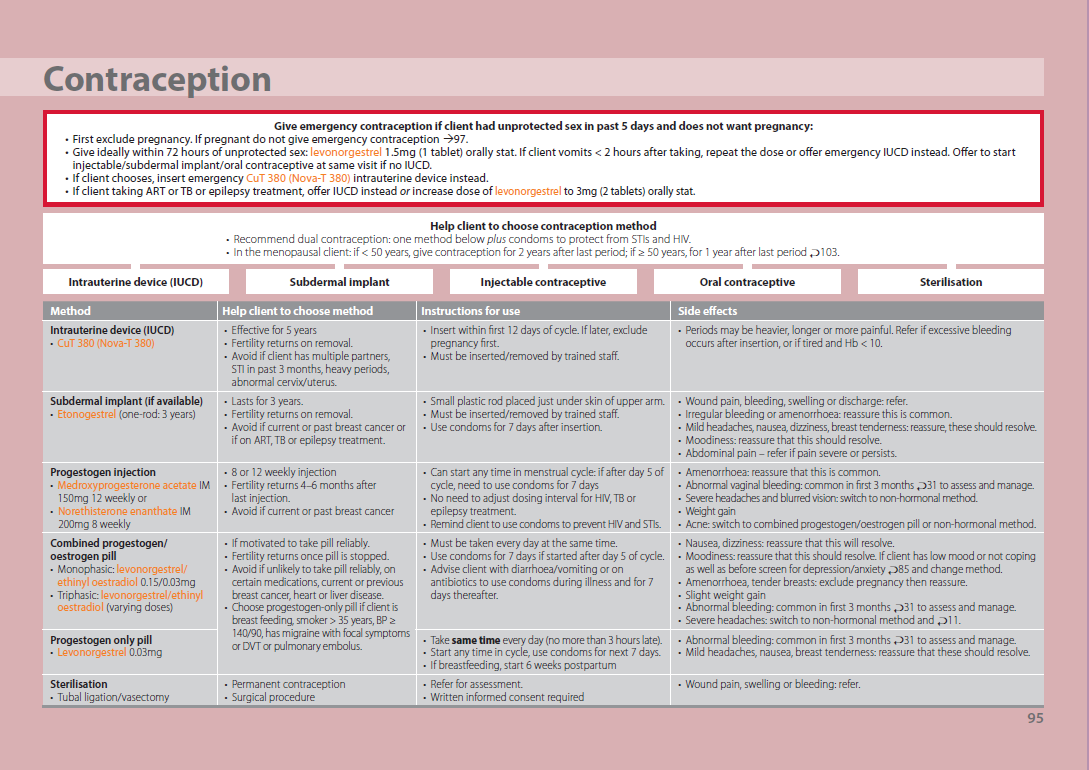 Contraception
Give emergency contraception if client had unprotected sex in past 5 days and does not want pregnancy:
• First exclude pregnancy. If pregnant do not give emergency contraception →97.
• Give ideally within 72 hours of unprotected sex: levonorgestrel 1.5mg (1 tablet) orally stat. If client vomits < 2 hours after taking, repeat the dose or offer emergency IUCD instead. Offer to start
injectable/subdermal implant/oral contraceptive at same visit if no IUCD.
• If client chooses, insert emergency CuT 380 (Nova-T 380) intrauterine device instead.
• If client taking ART or TB or epilepsy treatment, offer IUCD instead or increase dose of levonorgestrel to 3mg (2 tablets) orally stat.
Help client to choose contraception method
• Recommend dual contraception: one method below plus condoms to protect from STIs and HIV.
• In the menopausal client: if < 50 years, give contraception for 2 years after last period; if ≥ 50 years, for 1 year after last period ⮌103.
Intrauterine device (IUCD)
Subdermal implant
Injectable contraceptive
Oral contraceptive
Sterilisation
Method
Help client to choose method
Instructions for use
Side effects
Intrauterine device (IUCD)
• CuT 380 (Nova-T 380)
• Effective for 5 years
• Fertility returns on removal.
• Avoid if client has multiple partners,
STI in past 3 months, heavy periods,
abnormal cervix/uterus.
• Insert within first 12 days of cycle. If later, exclude
pregnancy first.
• Must be inserted/removed by trained staff.
• Periods may be heavier, longer or more painful. Refer if excessive bleeding
occurs after insertion, or if tired and Hb < 10.
Subdermal implant (if available)
• Etonogestrel (one-rod: 3 years)
• Lasts for 3 years.
• Fertility returns on removal.
• Avoid if current or past breast cancer or
if on ART, TB or epilepsy treatment.
• Small plastic rod placed just under skin of upper arm.
• Must be inserted/removed by trained staff.
• Use condoms for 7 days after insertion.
• Wound pain, bleeding, swelling or discharge: refer.
• Irregular bleeding or amenorrhoea: reassure this is common.
• Mild headaches, nausea, dizziness, breast tenderness: reassure, these should resolve.
• Moodiness: reassure that this should resolve.
• Abdominal pain – refer if pain severe or persists.
Progestogen injection
• Medroxyprogesterone acetate IM
150mg 12 weekly or
• Norethisterone enanthate IM
200mg 8 weekly
• 8 or 12 weekly injection
• Fertility returns 4–6 months after
last injection.
• Avoid if current or past breast cancer
• Can start any time in menstrual cycle: if after day 5 of
cycle, need to use condoms for 7 days
• No need to adjust dosing interval for HIV, TB or
epilepsy treatment.
• Remind client to use condoms to prevent HIV and STIs.
• Amenorrhoea: reassure that this is common.
• Abnormal vaginal bleeding: common in first 3 months ⮌31 to assess and manage.
• Severe headaches and blurred vision: switch to non-hormonal method.
• Weight gain
• Acne: switch to combined progestogen/oestrogen pill or non-hormonal method.
Combined progestogen/
oestrogen pill
• Monophasic: levonorgestrel/
ethinyl oestradiol 0.15/0.03mg
• Triphasic: levonorgestrel/ethinyl
oestradiol (varying doses)
• If motivated to take pill reliably.
• Fertility returns once pill is stopped.
• Avoid if unlikely to take pill reliably, on
certain medications, current or previous
breast cancer, heart or liver disease.
• Choose progestogen-only pill if client is
breast feeding, smoker > 35 years, BP ≥
140/90, has migraine with focal symptoms
or DVT or pulmonary embolus.
• Must be taken every day at the same time.
• Use condoms for 7 days if started after day 5 of cycle.
• Advise client with diarrhoea/vomiting or on
antibiotics to use condoms during illness and for 7
days thereafter.
• Nausea, dizziness: reassure that this will resolve.
• Moodiness: reassure that this should resolve. If client has low mood or not coping
as well as before screen for depression/anxiety ⮌85 and change method.
• Amenorrhoea, tender breasts: exclude pregnancy then reassure.
• Slight weight gain
• Abnormal bleeding: common in first 3 months ⮌31 to assess and manage.
• Severe headaches: switch to non-hormonal method and ⮌11.
Progestogen only pill
• Levonorgestrel 0.03mg
• Take same time every day (no more than 3 hours late).
• Start any time in cycle, use condoms for next 7 days.
• If breastfeeding, start 6 weeks postpartum
• Abnormal bleeding: common in first 3 months ⮌31 to assess and manage.
• Mild headaches, nausea, breast tenderness: reassure that these should resolve.
Sterilisation
• Tubal ligation/vasectomy
• Permanent contraception
• Surgical procedure
• Refer for assessment.
• Written informed consent required
• Wound pain, swelling or bleeding: refer.
95